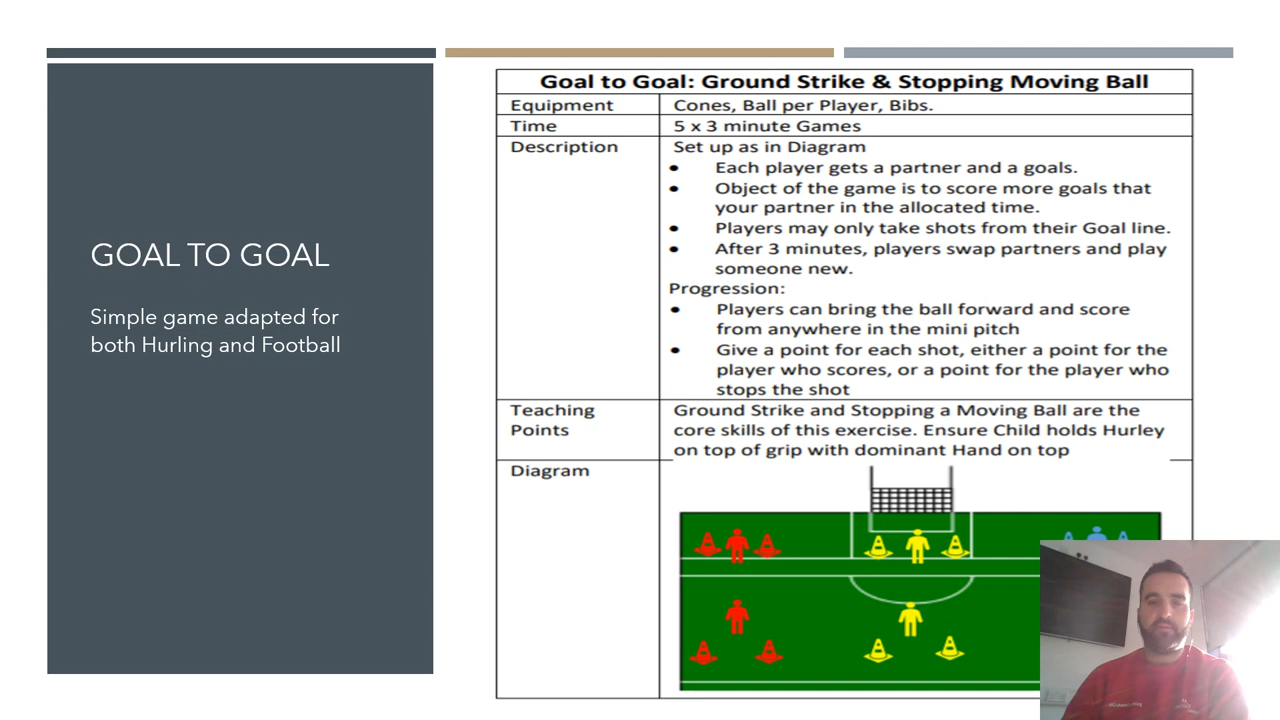 GOAL TO GOAL
Simple game adapted for
both Hurling and Football
Goal to Goal: Ground Strike & Stopping Moving Ball
Equipment
Cones, Ball per Player, Bibs.
Time
5 x 3 minute Games
Description
Set up as in Diagram
• Each player gets a partner and a goals.
• Object of the game is to score more goals that
your partner in the allocated time.
• Players may only take shots from their Goal line.
• After 3 minutes, players swap partners and play
someone new.
Progression:
• Players can bring the ball forward and score
from anywhere in the mini pitch
• Give a point for each shot, either a point for the
player who scores, or a point for the player who
stops the shot
Teaching
Points
Ground Strike and Stopping a Moving Ball are the
core skills of this exercise. Ensure Child holds Hurley
on top of grip with dominant Hand on top
Diagram